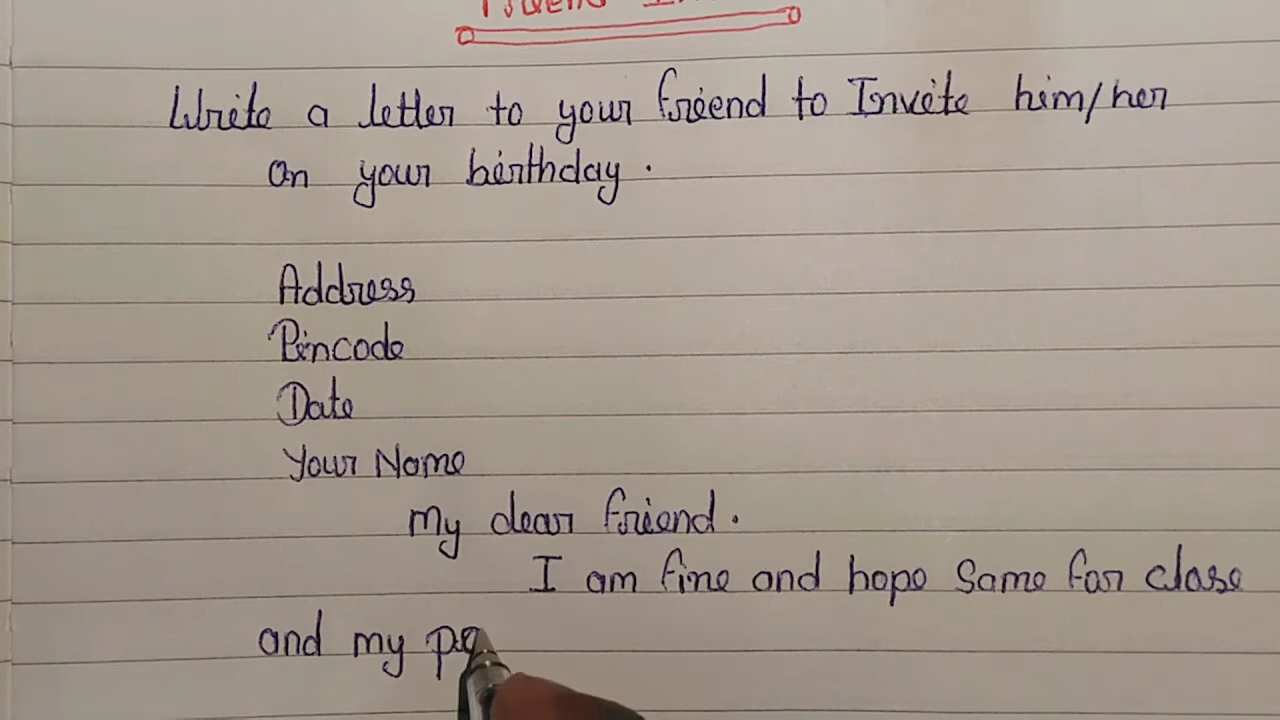 Write a letter to your friend to Invite him/her
on your birthday.
Address
Pincode
Date
Your Name
My dear friend.
I am fine and hope same for close
and my